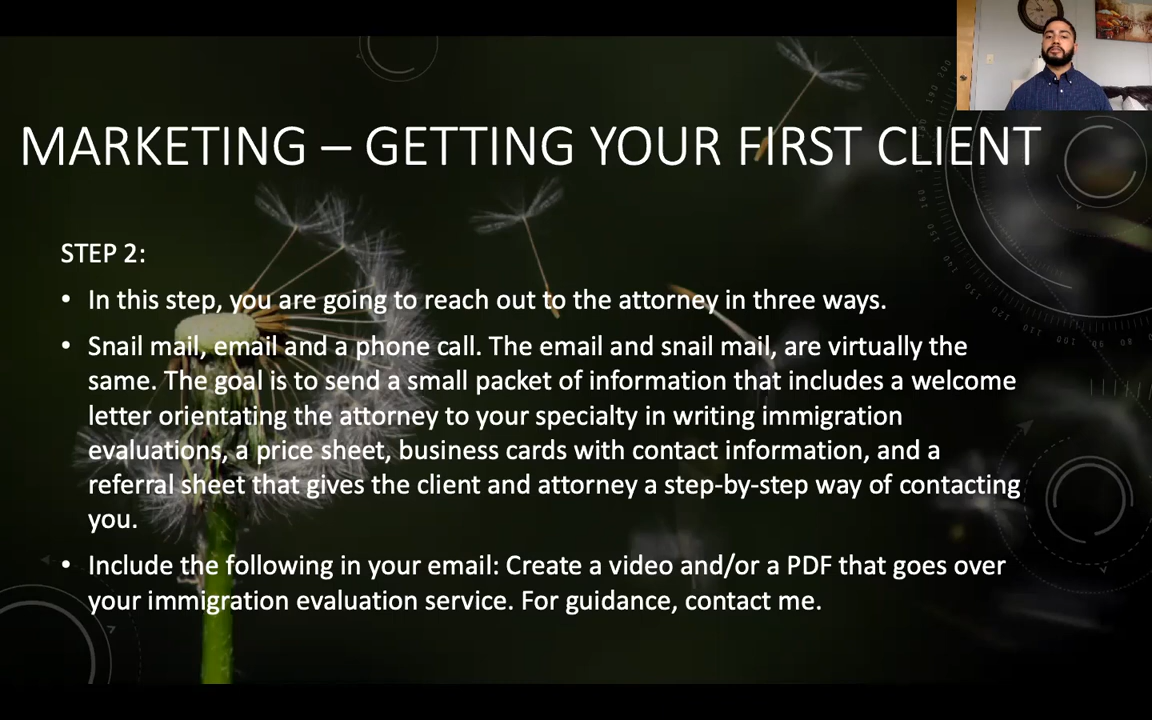 MARKETING – GETTING YOUR FIRST CLIENT
STEP 2:
• In this step, you are going to reach out to the attorney in three ways.
• Snail mail, email and a phone call. The email and snail mail, are virtually the
same. The goal is to send a small packet of information that includes a welcome
letter orientating the attorney to your specialty in writing immigration
evaluations, a price sheet, business cards with contact information, and a
referral sheet that gives the client and attorney a step-by-step way of contacting
you.
• Include the following in your email: Create a video and/or a PDF that goes over
your immigration evaluation service. For guidance, contact me.